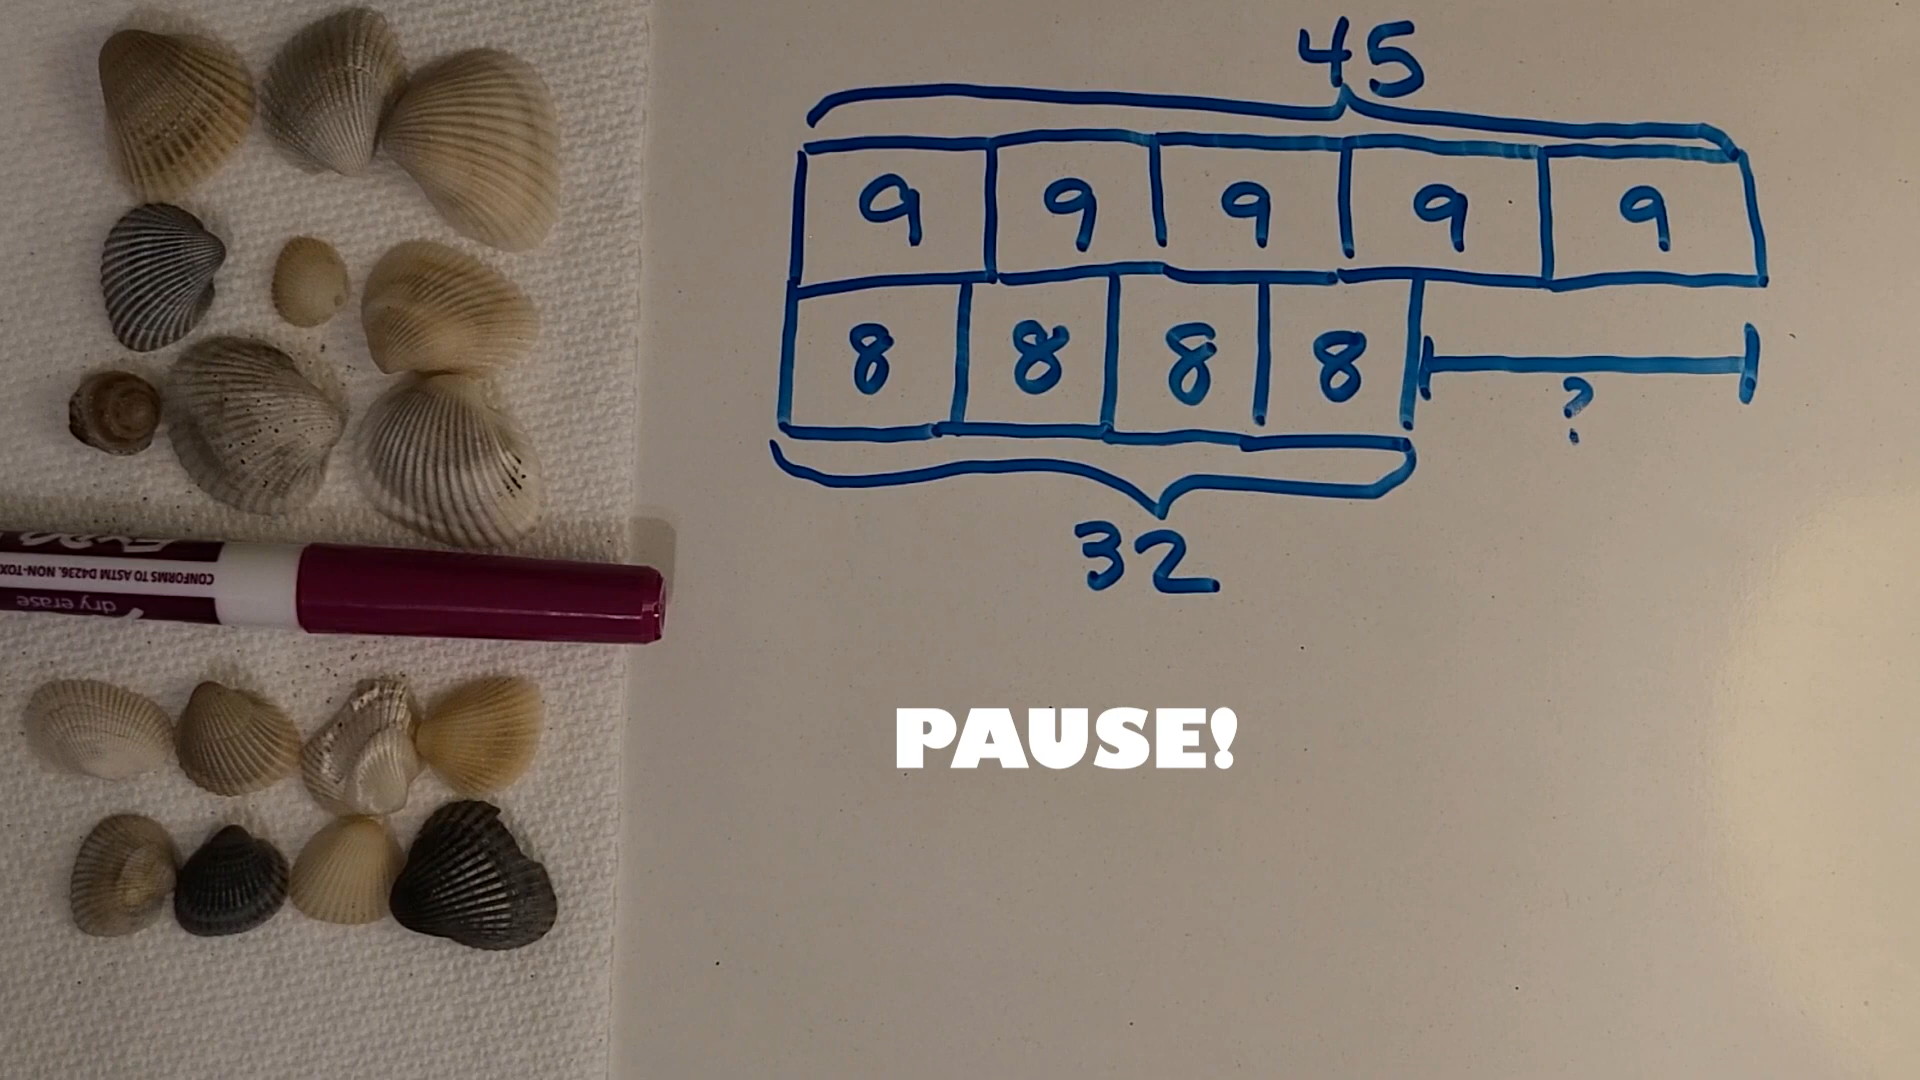 45
9 9 9 9 9
8 8 8 8
?
32
Expo
CONFORMS TO ASTM D4236. NON-TOX
dry erase
PAUSE!